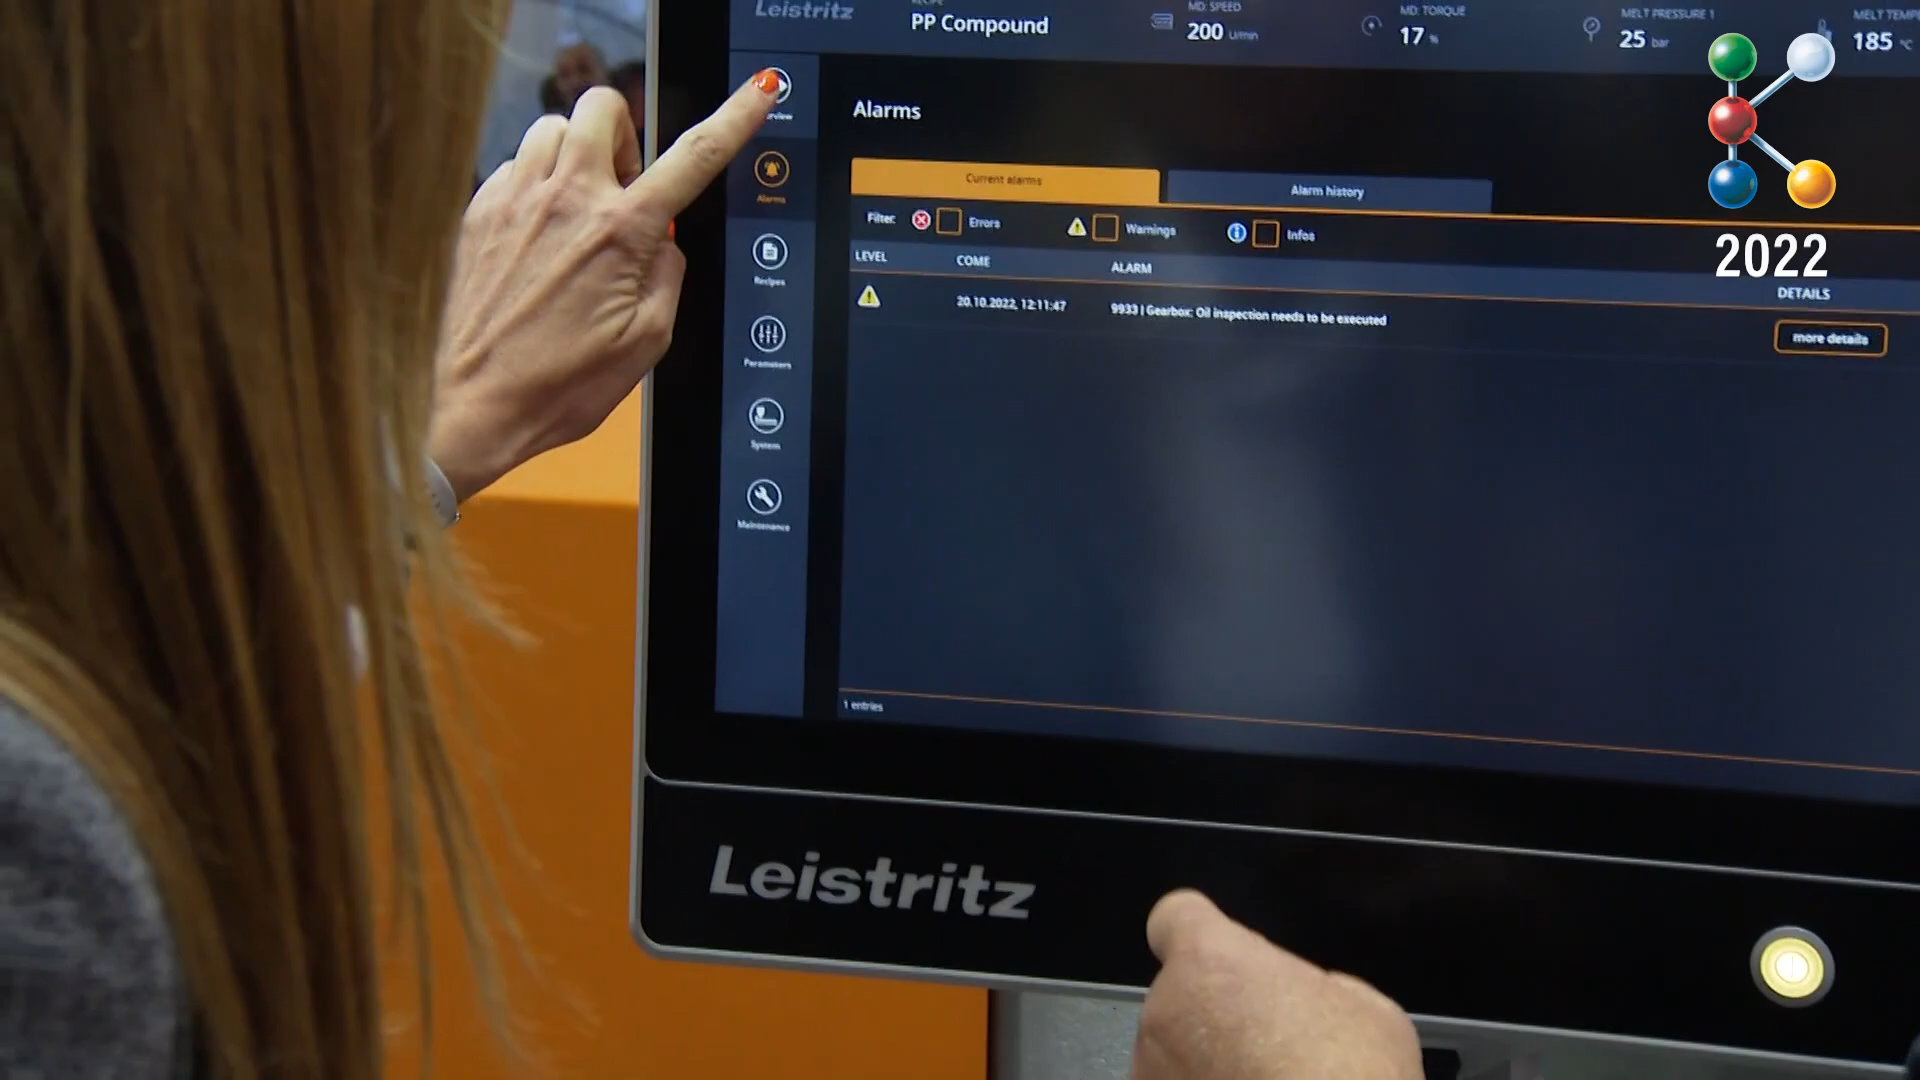 Leistritz
RECIPE
PP Compound
MD: SPEED
200 U/min
MD: TORQUE
17 %
MELT PRESSURE 1
25 bar
185 °C
2022
Alarms
Alarms
Recipes
Parameters
System
Maintenance
Current alarms
Alarm history
Filter:
Errors
Warnings
Infos
LEVEL
COME
ALARM
DETAILS
20.10.2022, 12:11:47
9933 | Gearbox: Oil inspection needs to be executed
more details
1 entries
Leistritz